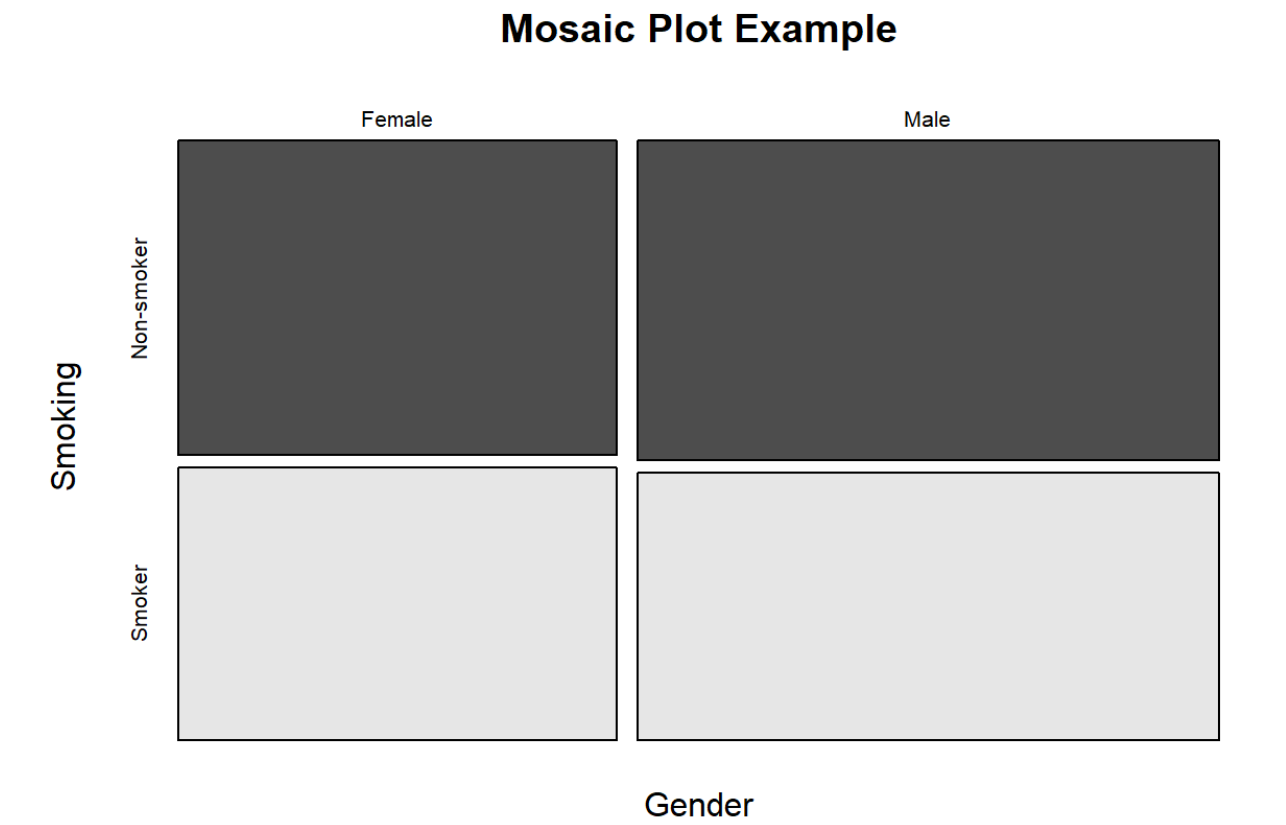 Mosaic Plot Example
Female
Male
Non-smoker
Smoking
Smoker
Gender